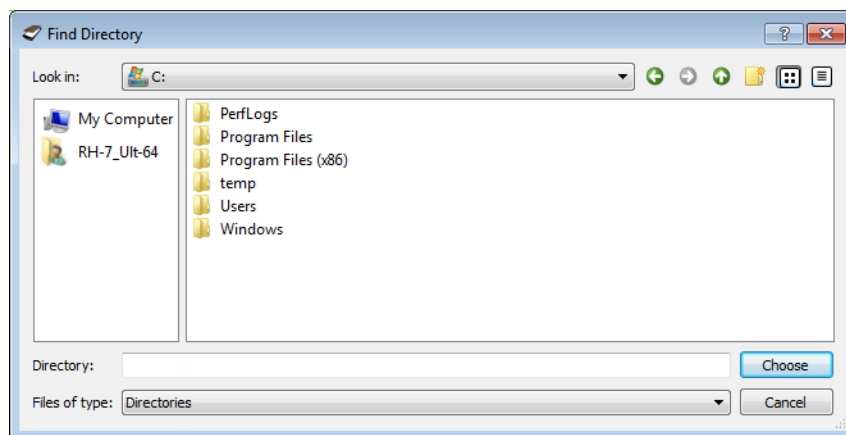 Find Directory
Look in:
C:
My Computer
RH-7_Ult-64
PerfLogs
Program Files
Program Files (x86)
temp
Users
Windows
Directory:
Choose
Files of type:
Directories
Cancel